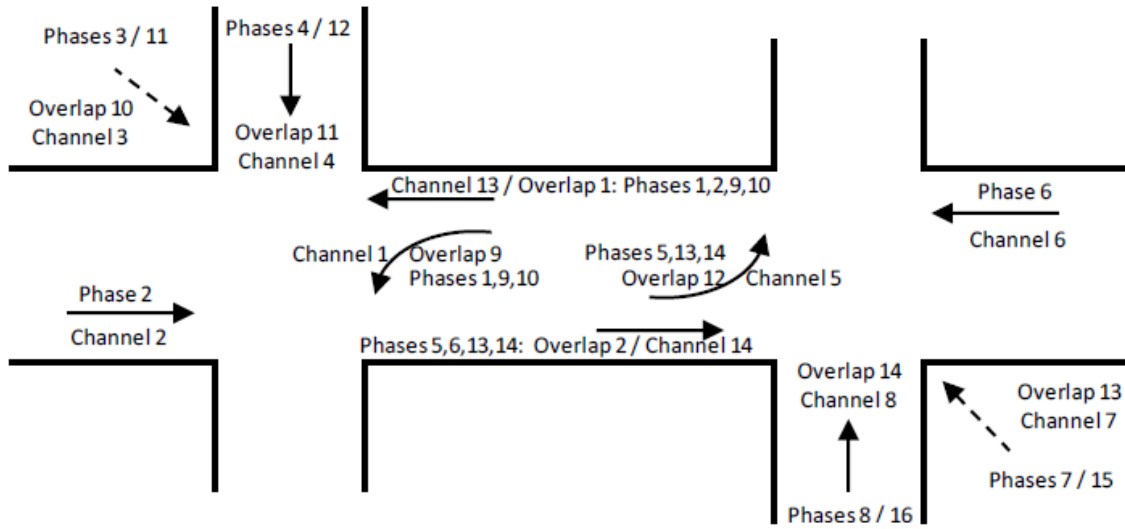 Phases 3 / 11
Phases 4 / 12
Overlap 10
Channel 3
Overlap 11
Channel 4
Channel 13 / Overlap 1: Phases 1,2,9,10
Phase 6
Channel 6
Channel 1
Overlap 9
Phases 1,9,10
Phases 5,13,14
Overlap 12
Channel 5
Phase 2
Channel 2
Phases 5,6,13,14: Overlap 2 / Channel 14
Overlap 14
Channel 8
Overlap 13
Channel 7
Phases 7 / 15
Phases 8 / 16